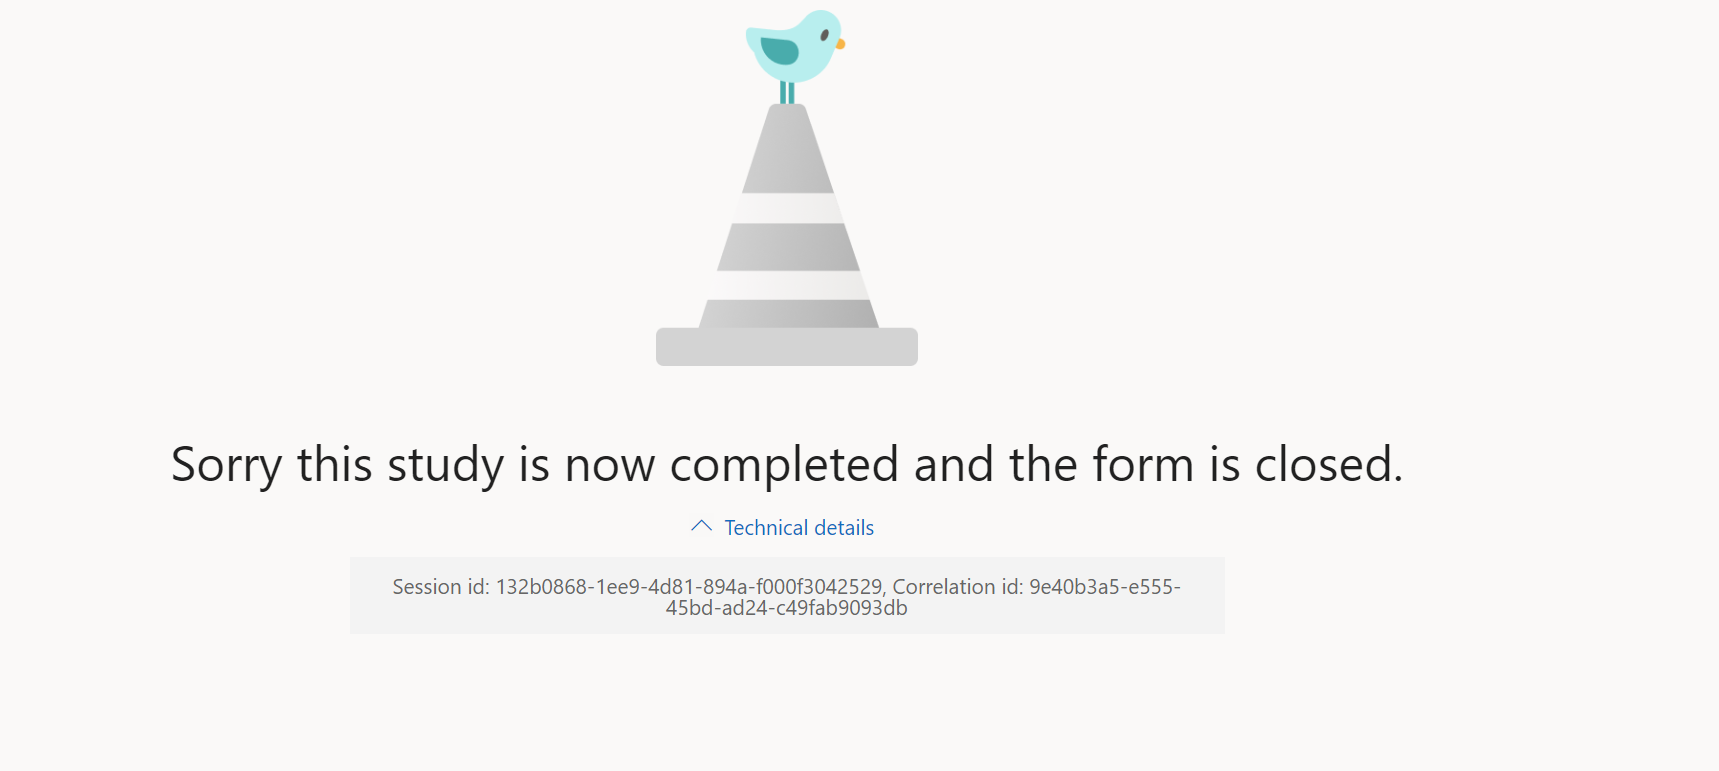 Sorry this study is now completed and the form is closed.
Technical details
Session id: 132b0868-1ee9-4d81-894a-f000f3042529, Correlation id: 9e40b3a5-e555-
45bd-ad24-c49fab9093db